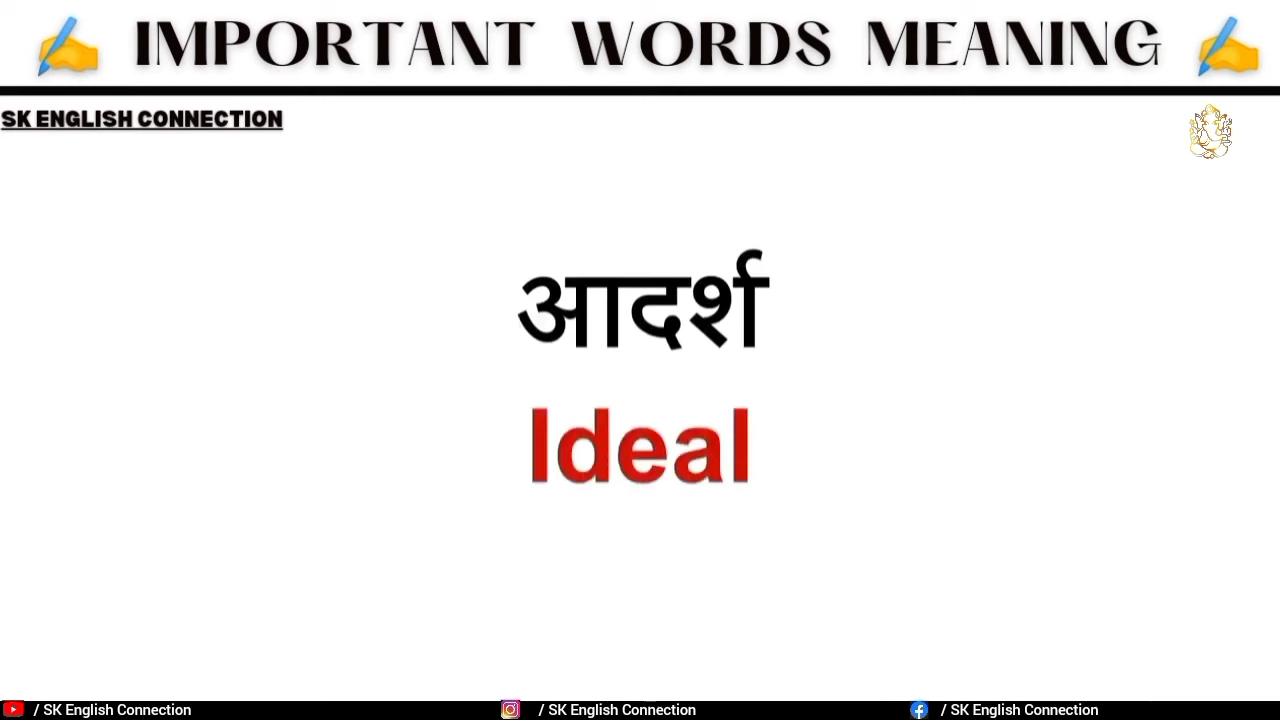 IMPORTANT WORDS MEANING
SK ENGLISH CONNECTION
आदर्श
Ideal
/ SK English Connection
/ SK English Connection
/ SK English Connection